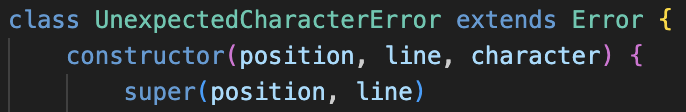 class UnexpectedCharacterError extends Error {
    constructor(position, line, character) {
        super(position, line)